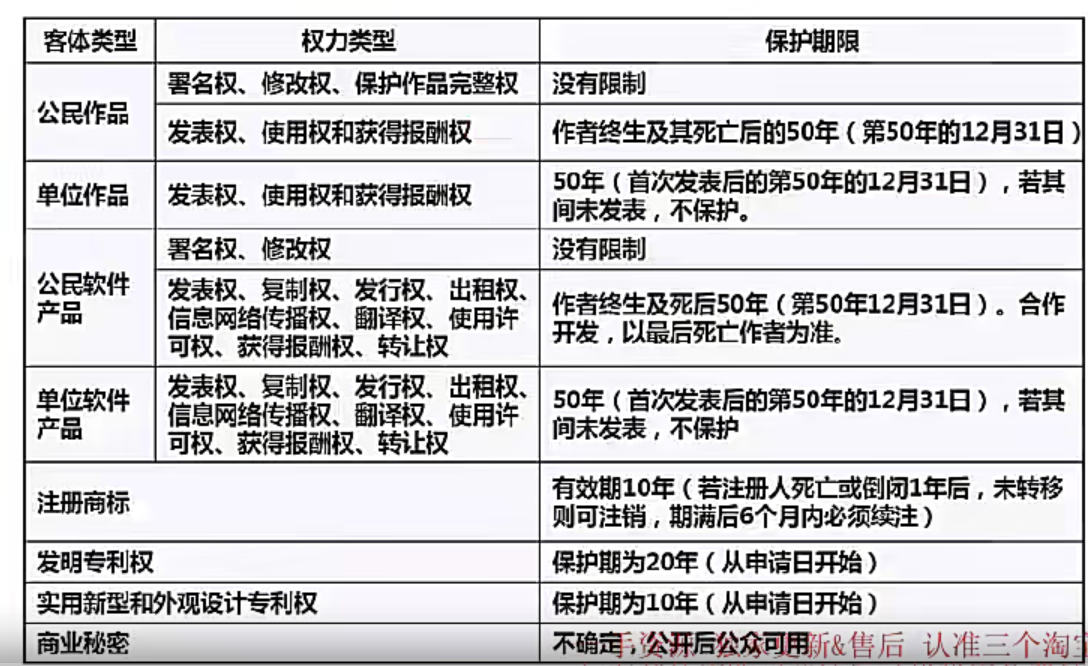 客体类型 权力类型 保护期限
公民作品
署名权、修改权、保护作品完整权 没有限制
发表权、使用权和获得报酬权 作者终生及其死亡后的50年（第50年的12月31日）
单位作品 发表权、使用权和获得报酬权
50年（首次发表后的第50年的12月31日），若其
间未发表，不保护。
公民软件
产品
署名权、修改权 没有限制
发表权、复制权、发行权、出租权、
信息网络传播权、翻译权、使用许
可权、获得报酬权、转让权
作者终生及死后50年（第50年12月31日）。合作
开发，以最后死亡作者为准。
单位软件
产品
发表权、复制权、发行权、出租权、
信息网络传播权、翻译权、使用许
可权、获得报酬权、转让权
50年（首次发表后的第50年的12月31日），若其
间未发表，不保护
注册商标
有效期10年（若注册人死亡或倒闭1年后，未转移
则可注销，期满后6个月内必须续注）
发明专利权 保护期为20年（从申请日开始）
实用新型和外观设计专利权 保护期为10年（从申请日开始）
商业秘密 不确定，公开后公众可用
更新&售后 认准三个淘宝